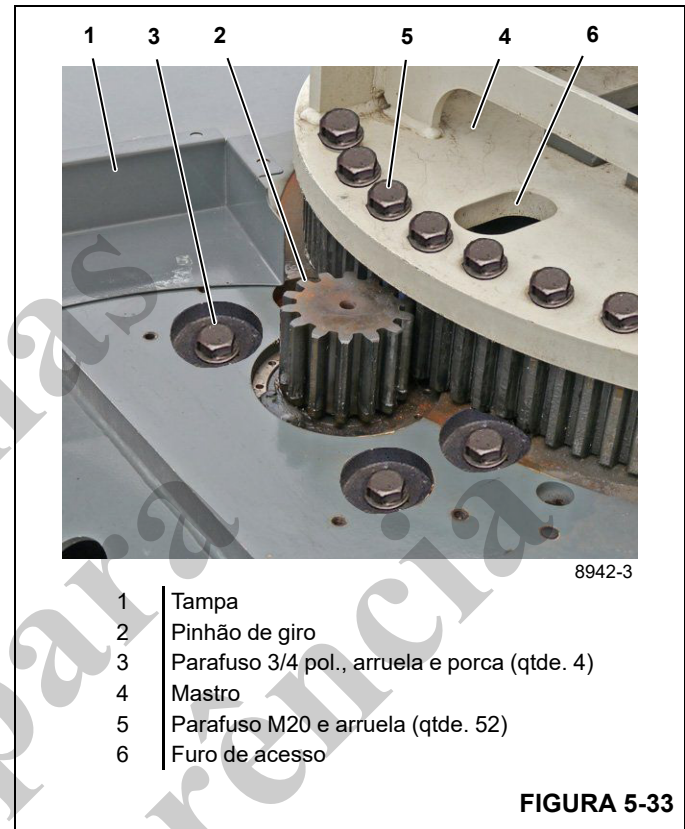 1 3 2 5 4 6
8942-3
1 Tampa
2 Pinhão de giro
3 Parafuso 3/4 pol., arruela e porca (qtde. 4)
4 Mastro
5 Parafuso M20 e arruela (qtde. 52)
6 Furo de acesso
FIGURA 5-33
para